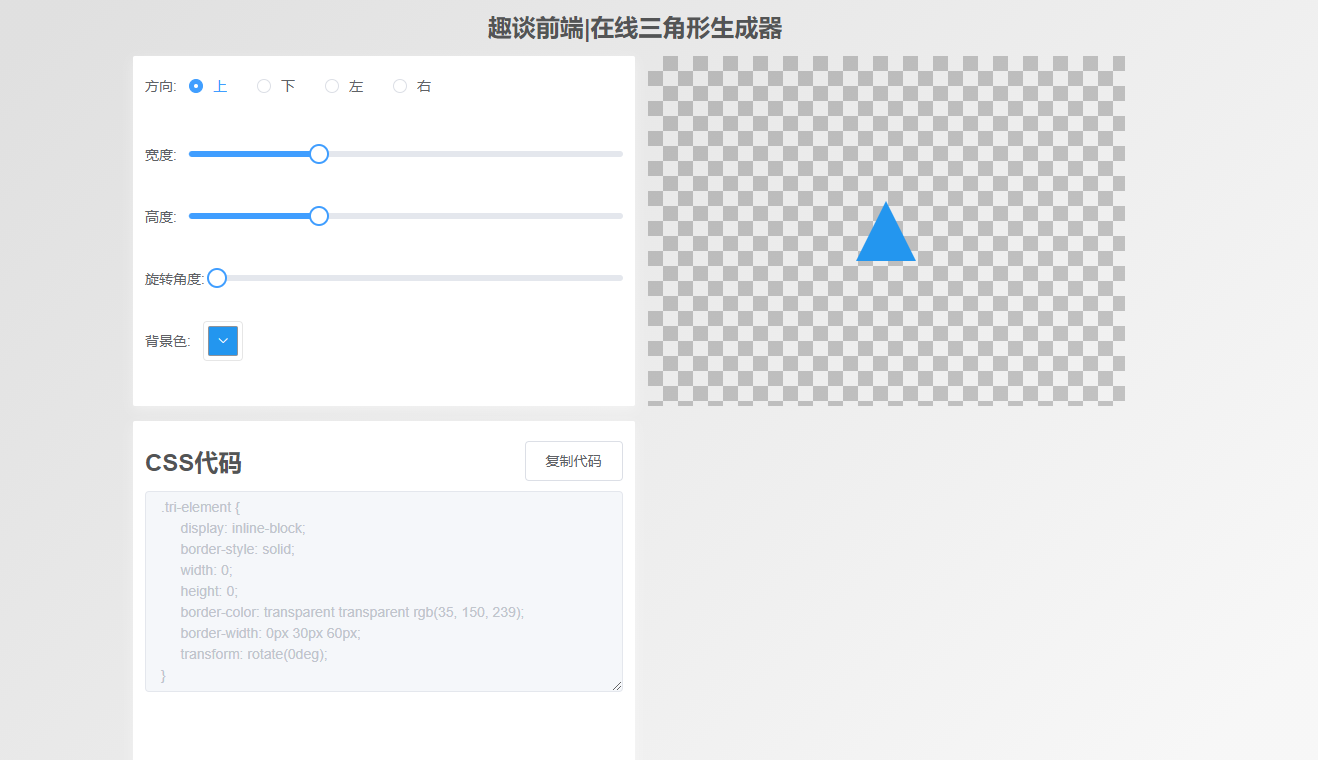 趣谈前端|在线三角形生成器
方向: 上 下 左 右
宽度:
高度:
旋转角度:
背景色:
CSS代码
复制代码
.tri-element {
display: inline-block;
border-style: solid;
width: 0;
height: 0;
border-color: transparent transparent rgb(35, 150, 239);
border-width: 0px 30px 60px;
transform: rotate(0deg);
}